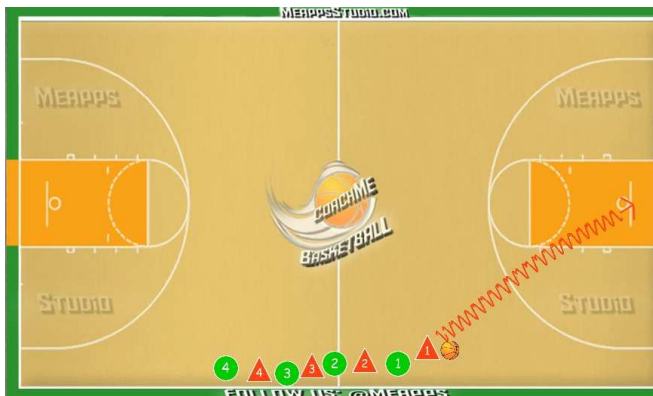 MEAPPSSTUDIO.COM
MEAPPS
MEAPPS
COACHME
BASKETBALL
STUDIO
STUDIO
1
2
1
2
3
3
4
4
FOLLOW US: @MEAPPS